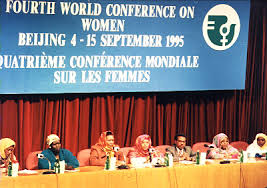 FOURTH WORLD CONFERENCE ON
WOMEN
BEIJING 4 - 15 SEPTEMBER 1995
QUATRIÈME CONFÉRENCE MONDIALE
SUR LES FEMMES